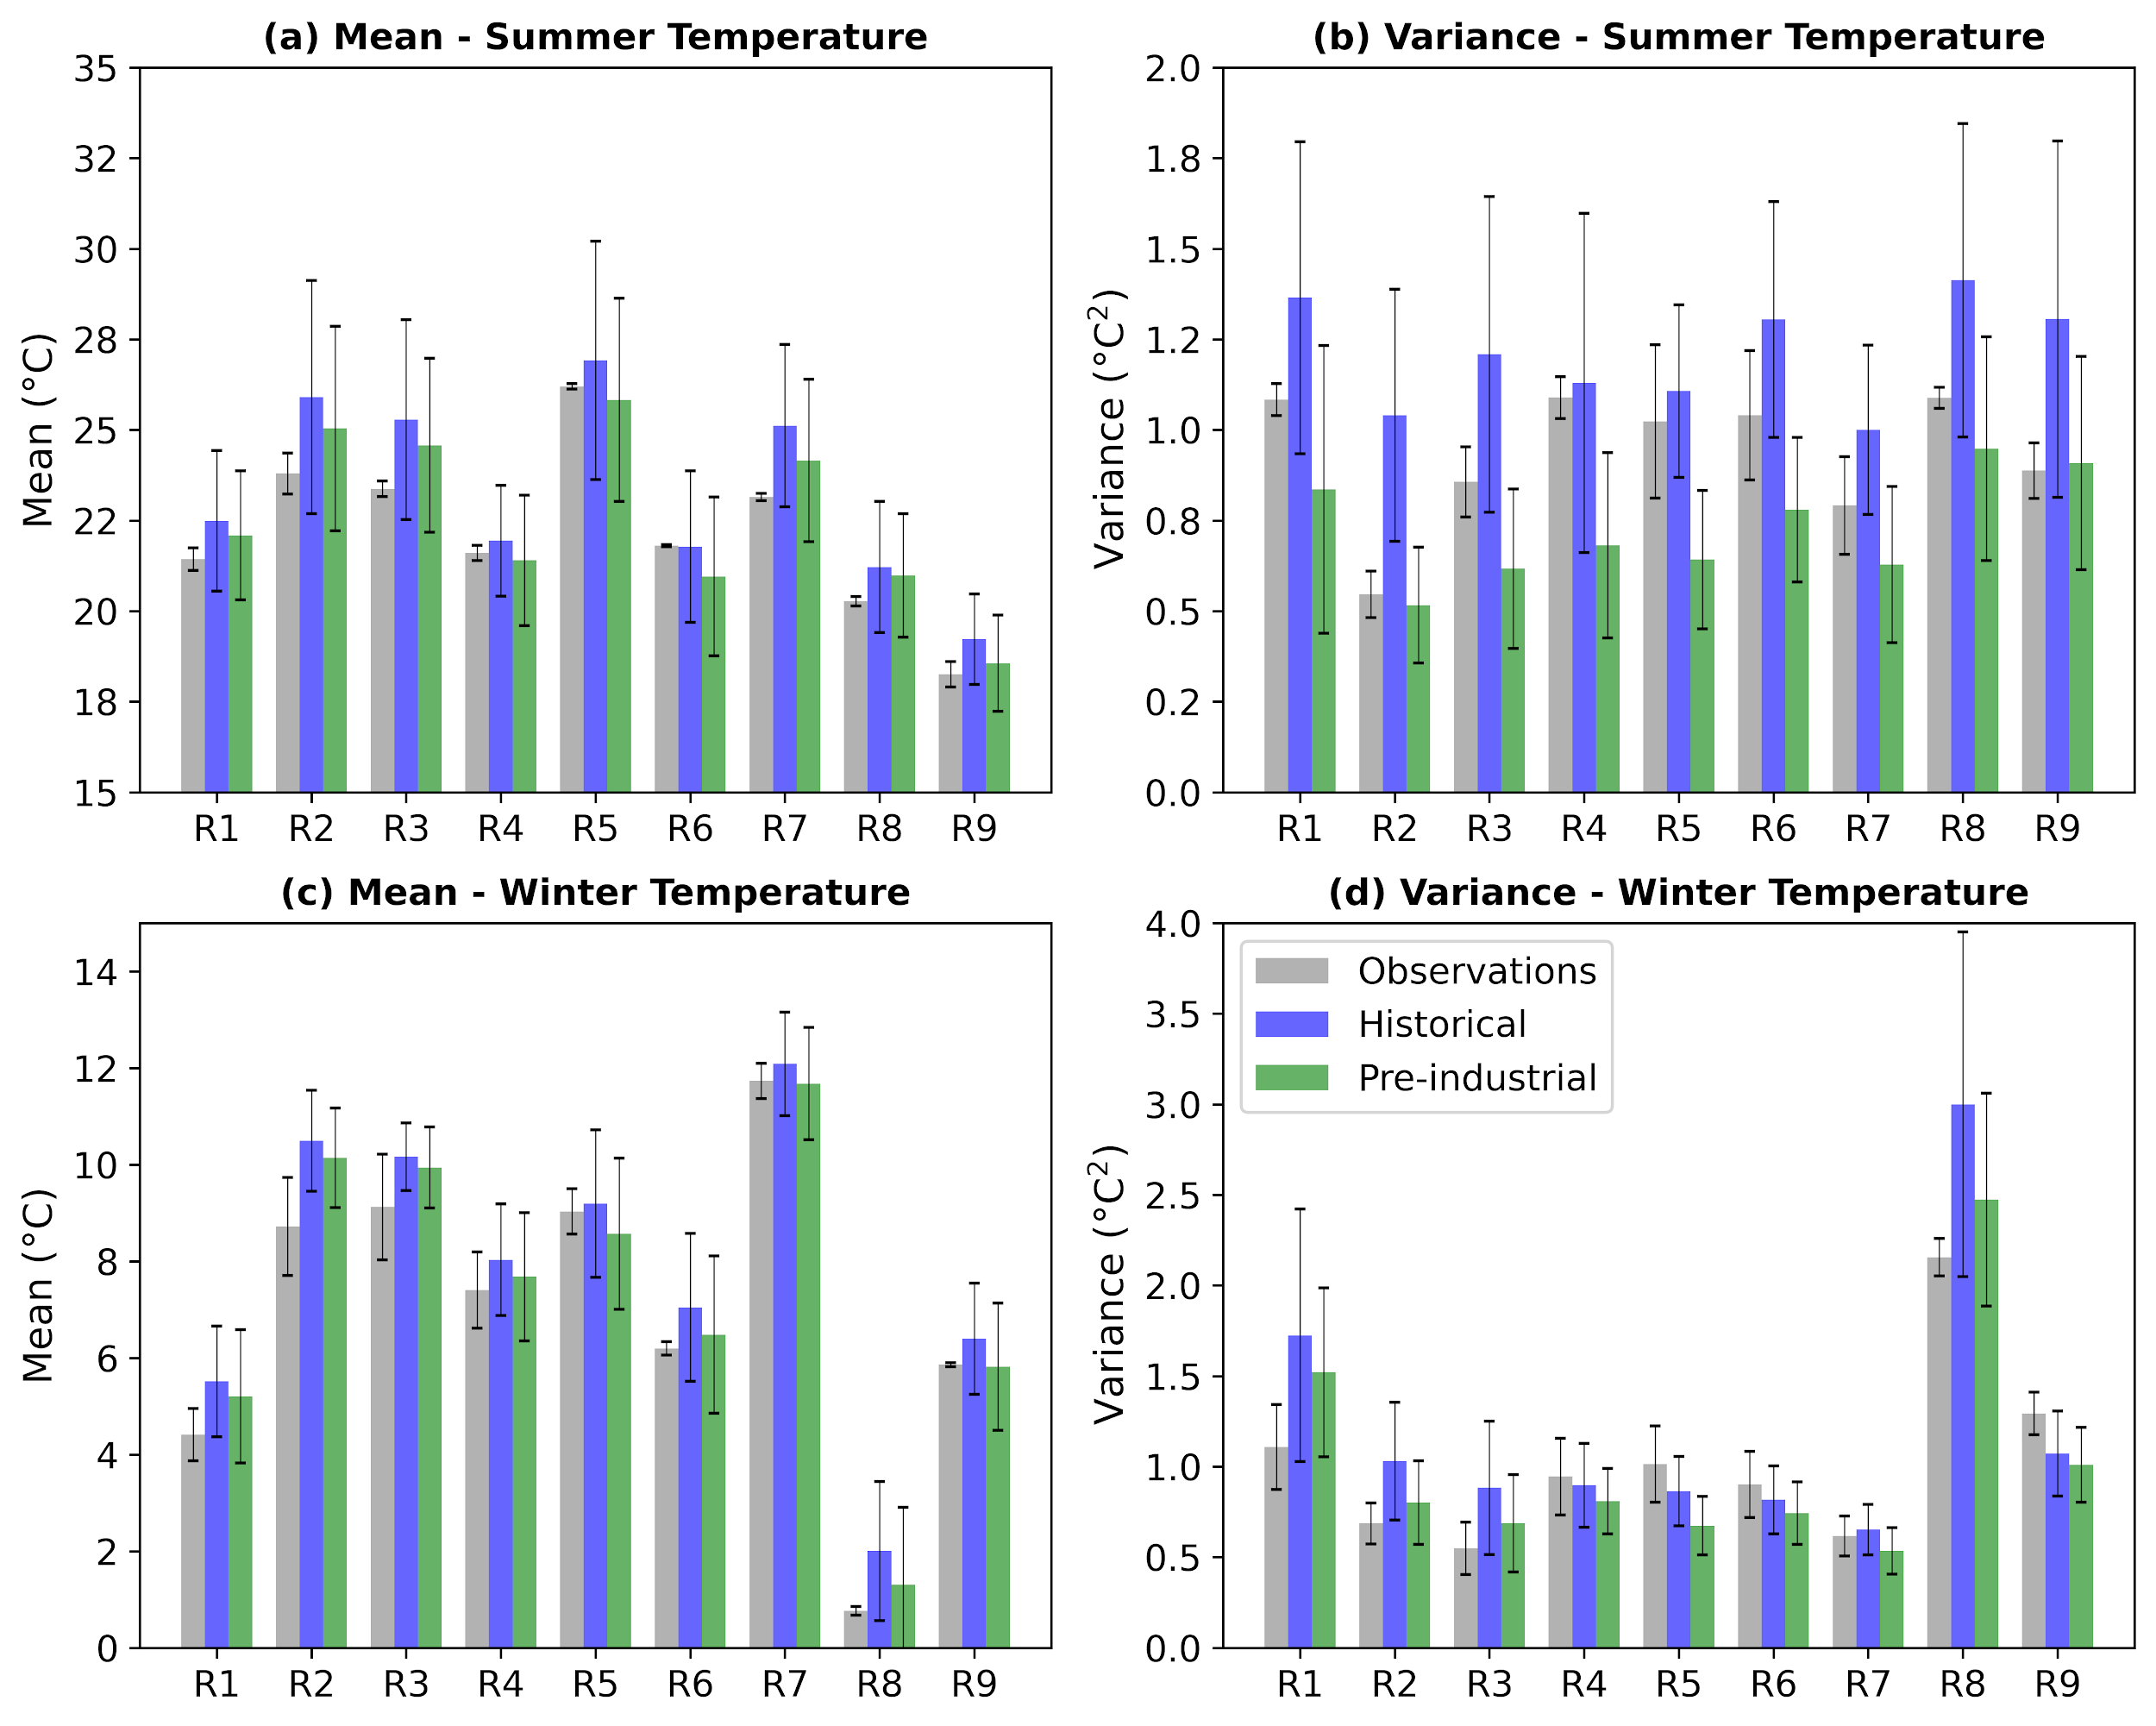 (a) Mean - Summer Temperature
35
32
30
28
25
22
20
18
15
Mean (°C)
R1 R2 R3 R4 R5 R6 R7 R8 R9
(b) Variance - Summer Temperature
2.0
1.8
1.5
1.2
1.0
0.8
0.5
0.2
0.0
Variance (°C²)
R1 R2 R3 R4 R5 R6 R7 R8 R9
(c) Mean - Winter Temperature
14
12
10
8
6
4
2
0
Mean (°C)
R1 R2 R3 R4 R5 R6 R7 R8 R9
(d) Variance - Winter Temperature
4.0
3.5
3.0
2.5
2.0
1.5
1.0
0.5
0.0
Variance (°C²)
Observations
Historical
Pre-industrial
R1 R2 R3 R4 R5 R6 R7 R8 R9